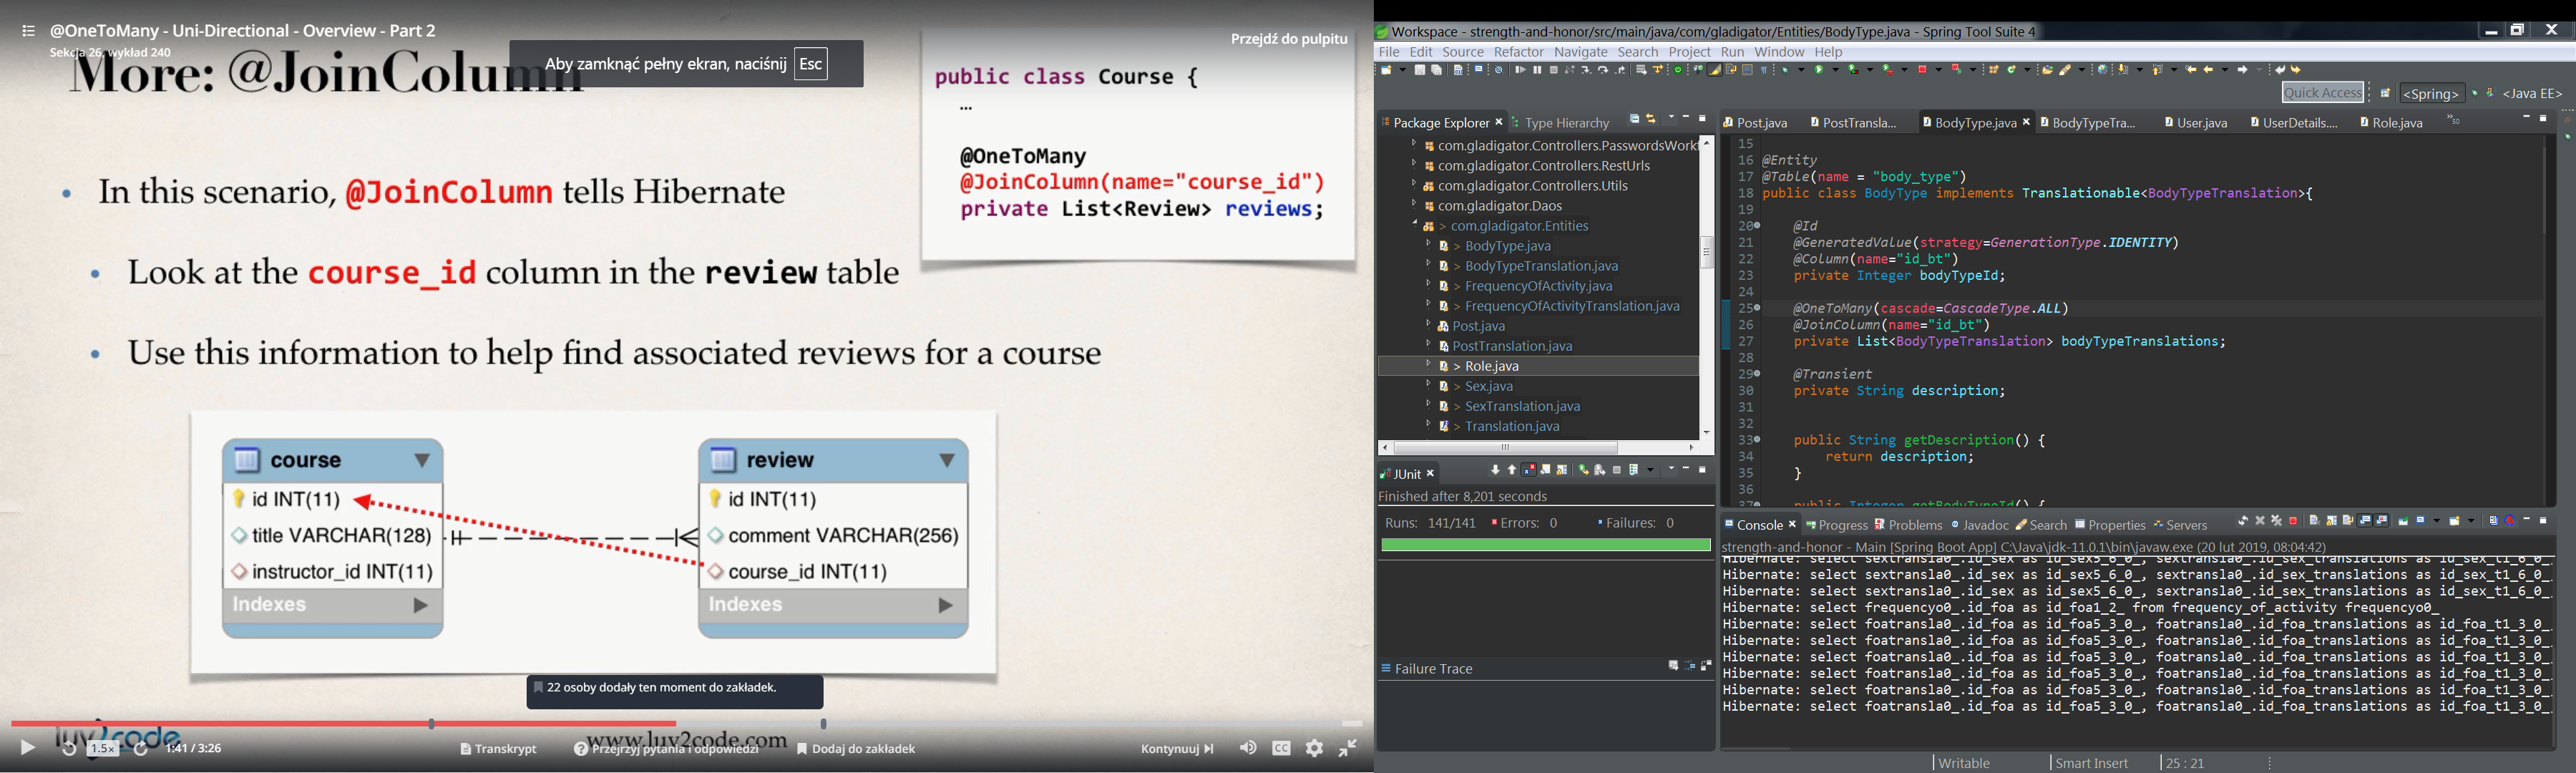 @OneToMany - Uni-Directional - Overview - Part 2
Sekcja 26, wykład 240
Przejdź do pulpitu
Aby zamknąć pełny ekran, naciśnij Esc
More: @JoinColumn
public class Course {
...
@OneToMany
@JoinColumn(name="course_id")
private List<Review> reviews;
• In this scenario, @JoinColumn tells Hibernate
• Look at the course_id column in the review table
• Use this information to help find associated reviews for a course
course
id INT(11)
title VARCHAR(128)
instructor_id INT(11)
Indexes
review
id INT(11)
comment VARCHAR(256)
course_id INT(11)
Indexes
22 osoby dodały ten moment do zakładek.
luv2code
www.luv2code.com
1.5x
1:41 / 3:26
Transkrypt
Przejrzyj pytania i odpowiedzi
Dodaj do zakładek
Kontynuuj
CC
Workspace - strength-and-honor/src/main/java/com/gladigator/Entities/BodyType.java - Spring Tool Suite 4
File Edit Source Refactor Navigate Search Project Run Window Help
Quick Access
<Spring>
<Java EE>
Package Explorer
Type Hierarchy
com.gladigator.Controllers.PasswordsWorkf
com.gladigator.Controllers.RestUrls
com.gladigator.Controllers.Utils
com.gladigator.Daos
> com.gladigator.Entities
> BodyType.java
> BodyTypeTranslation.java
> FrequencyOfActivity.java
> FrequencyOfActivityTranslation.java
Post.java
PostTranslation.java
> Role.java
> Sex.java
> SexTranslation.java
> Translation.java
JUnit
Finished after 8,201 seconds
Runs: 141/141
Errors: 0
Failures: 0
Failure Trace
Post.java
PostTransla...
BodyType.java
BodyTypeTra...
User.java
UserDetails....
Role.java
»50
15
16 @Entity
17 @Table(name = "body_type")
18 public class BodyType implements Translationable<BodyTypeTranslation>{
19
20 @Id
21 @GeneratedValue(strategy=GenerationType.IDENTITY)
22 @Column(name="id_bt")
23 private Integer bodyTypeId;
24
25 @OneToMany(cascade=CascadeType.ALL)
26 @JoinColumn(name="id_bt")
27 private List<BodyTypeTranslation> bodyTypeTranslations;
28
29 @Transient
30 private String description;
31
32
33 public String getDescription() {
34 return description;
35 }
36
37 public Integer getBodyTypeId() {
Console
Progress
Problems
Javadoc
Search
Properties
Servers
strength-and-honor - Main [Spring Boot App] C:\Java\jdk-11.0.1\bin\javaw.exe (20 lut 2019, 08:04:42)
Hibernate: select sextransla0_.id_sex as id_sex5_6_0_, sextransla0_.id_sex_translations as id_sex_t1_6_0_
Hibernate: select sextransla0_.id_sex as id_sex5_6_0_, sextransla0_.id_sex_translations as id_sex_t1_6_0_
Hibernate: select sextransla0_.id_sex as id_sex5_6_0_, sextransla0_.id_sex_translations as id_sex_t1_6_0_
Hibernate: select frequencyo0_.id_foa as id_foa1_2_ from frequency_of_activity frequencyo0_
Hibernate: select foatransla0_.id_foa as id_foa5_3_0_, foatransla0_.id_foa_translations as id_foa_t1_3_0_
Hibernate: select foatransla0_.id_foa as id_foa5_3_0_, foatransla0_.id_foa_translations as id_foa_t1_3_0_
Hibernate: select foatransla0_.id_foa as id_foa5_3_0_, foatransla0_.id_foa_translations as id_foa_t1_3_0_
Hibernate: select foatransla0_.id_foa as id_foa5_3_0_, foatransla0_.id_foa_translations as id_foa_t1_3_0_
Hibernate: select foatransla0_.id_foa as id_foa5_3_0_, foatransla0_.id_foa_translations as id_foa_t1_3_0_
Hibernate: select foatransla0_.id_foa as id_foa5_3_0_, foatransla0_.id_foa_translations as id_foa_t1_3_0_
Writable
Smart Insert
25 : 21